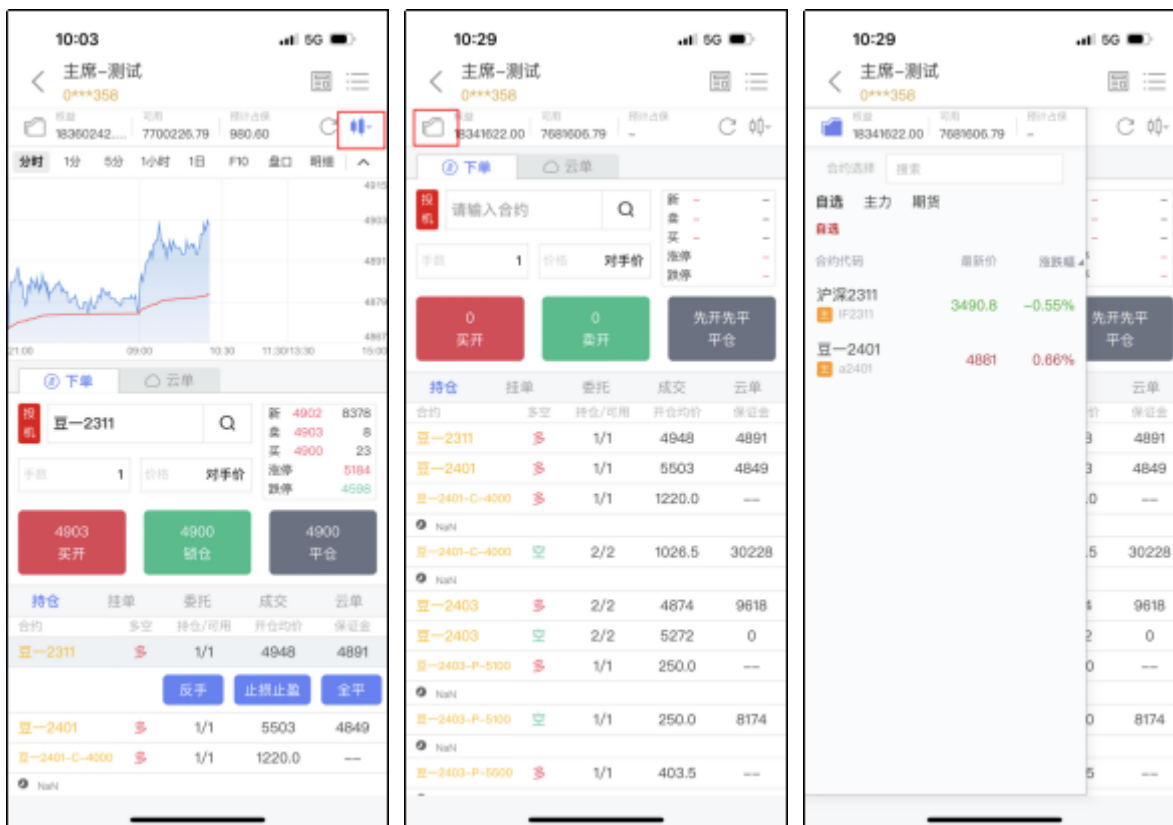 10:03
5G
主席-测试
0***358
权益
可用
预计占保
18360242....
7700226.79
980.60
分时 1分 5分 1小时 1日 F10 盘口 明细
4915
4903
4891
4879
4867
21:00 09:00 10:30 11:30/13:30 15:00
下单 云单
投机
豆一2311
新 4902 8378
卖 4903 8
买 4900 23
涨停 5184
跌停 4598
手数 1 价格 对手价
4903 4900 4900
买开 锁仓 平仓
持仓 挂单 委托 成交 云单
合约 多空 持仓/可用 开仓均价 保证金
豆一2311 多 1/1 4948 4891
反手 止损止盈 全平
豆一2401 多 1/1 5503 4849
豆一2401-C-4000 多 1/1 1220.0 --
NaN
10:29
5G
主席-测试
0***358
权益
可用
预计占保
18341622.00
7681606.79
-
下单 云单
投机
请输入合约
新 - -
卖 - -
买 - -
涨停 -
跌停 -
手数 1 价格 对手价
0 0 先开先平
买开 卖开 平仓
持仓 挂单 委托 成交 云单
合约 多空 持仓/可用 开仓均价 保证金
豆一2311 多 1/1 4948 4891
豆一2401 多 1/1 5503 4849
豆一2401-C-4000 多 1/1 1220.0 --
NaN
豆一2401-C-4000 空 2/2 1026.5 30228
NaN
豆一2403 多 2/2 4874 9618
豆一2403 空 2/2 5272 0
豆一2403-P-5100 多 1/1 250.0 --
NaN
豆一2403-P-5100 空 1/1 250.0 8174
NaN
豆一2403-P-5500 多 1/1 403.5 --
10:29
5G
主席-测试
0***358
权益
可用
预计占保
18341622.00
7681606.79
-
合约选择 搜索
自选 主力 期货
自选
合约代码 最新价 涨跌幅
沪深2311 3490.8 -0.55%
主 IF2311
豆一2401 4881 0.66%
主 a2401
先开先平
平仓
云单
保证金
4891
4849
.0 --
.5 30228
9618
2 0
0 --
0 8174
5 --